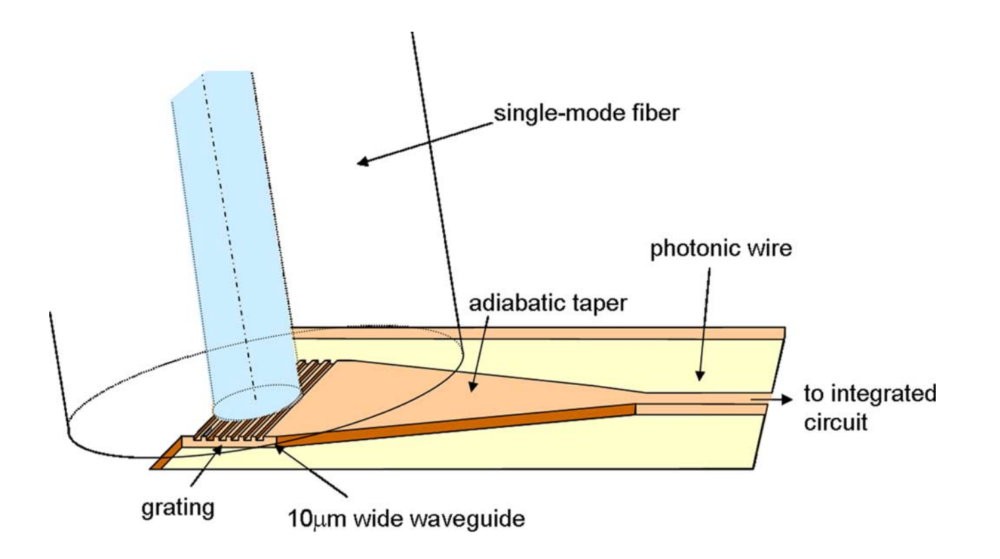 single-mode fiber
photonic wire
adiabatic taper
to integrated
circuit
grating
10μm wide waveguide